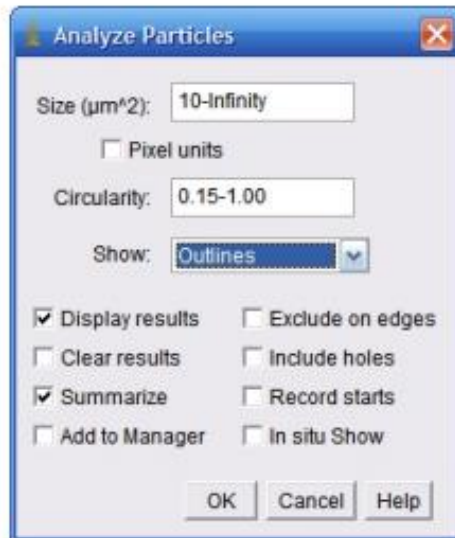 Analyze Particles
Size (µm^2): 10-Infinity
Pixel units
Circularity: 0.15-1.00
Show: Outlines
Display results Exclude on edges
Clear results Include holes
Summarize Record starts
Add to Manager In situ Show
OK Cancel Help